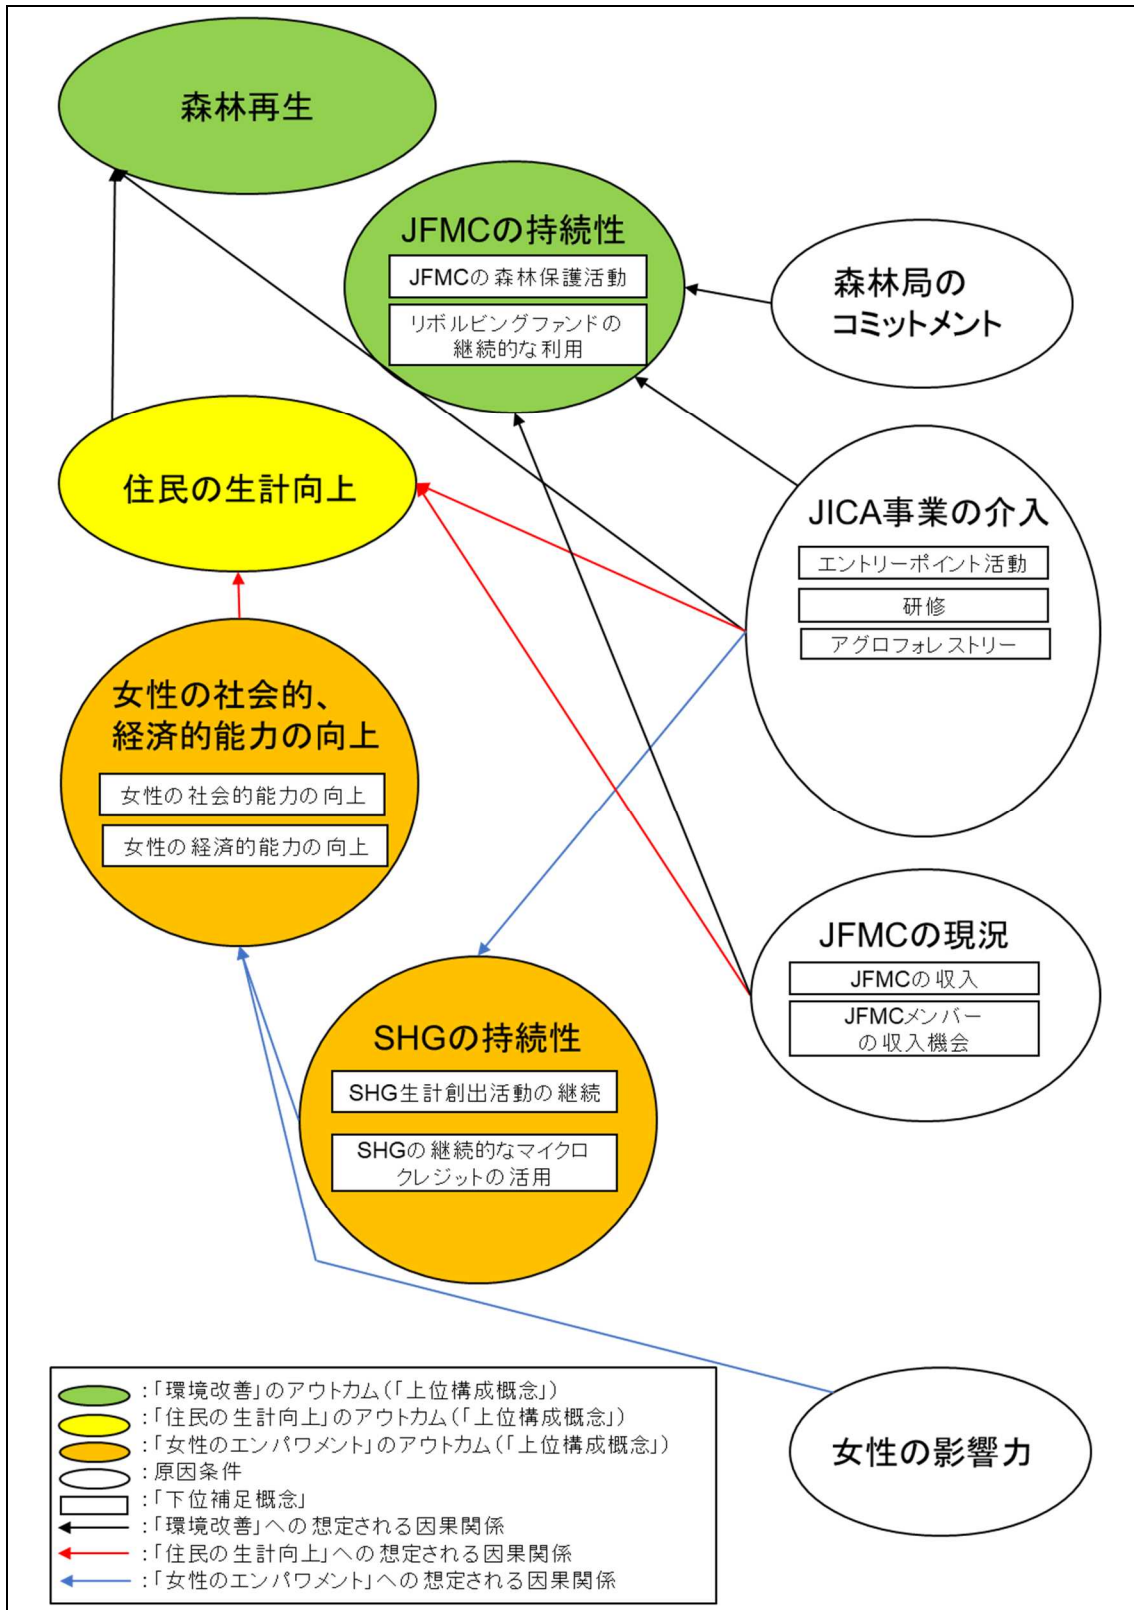 森林再生
JFMCの持続性
JFMCの森林保護活動
リボルビングファンドの
継続的な利用
森林局の
コミットメント
住民の生計向上
JICA事業の介入
エントリーポイント活動
研修
アグロフォレストリー
女性の社会的、
経済的能力の向上
女性の社会的能力の向上
女性の経済的能力の向上
JFMCの現況
JFMCの収入
JFMCメンバー
の収入機会
SHGの持続性
SHG生計創出活動の継続
SHGの継続的なマイクロ
クレジットの活用
女性の影響力
:「環境改善」のアウトカム(「上位構成概念」)
:「住民の生計向上」のアウトカム(「上位構成概念」)
:「女性のエンパワメント」のアウトカム(「上位構成概念」)
:原因条件
:「下位補足概念」
:「環境改善」への想定される因果関係
:「住民の生計向上」への想定される因果関係
:「女性のエンパワメント」への想定される因果関係